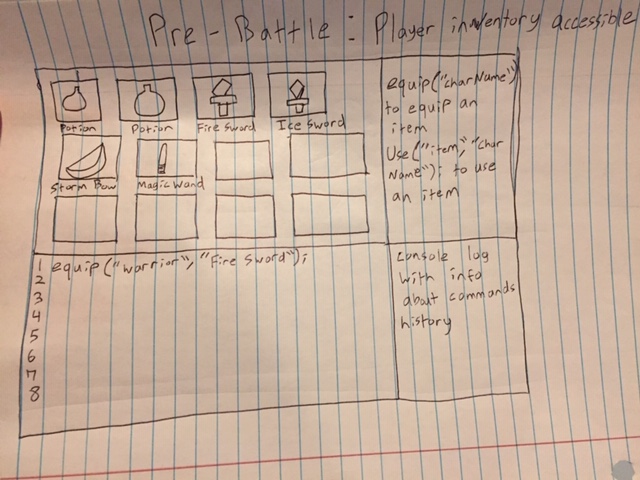 Pre-Battle: Player inventory accessible
Potion
Potion
Fire Sword
Ice Sword
Storm Bow
Magic Wand
equip("charName")
to equip an
item
Use("item","char
Name"); to use
an item
1 equip("warrior", "Fire Sword");
2
3
4
5
6
7
8
console log
with info
about commands
history